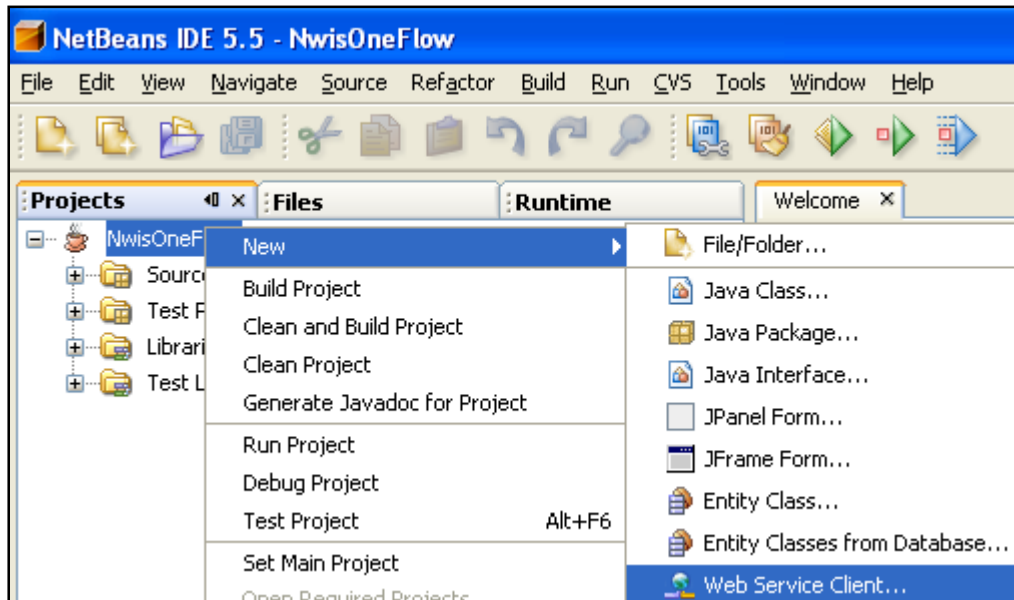 NetBeans IDE 5.5 - NwisOneFlow
File Edit View Navigate Source Refactor Build Run CVS Tools Window Help
Projects Files Runtime Welcome
NwisOneF
Sourc
Test P
Librari
Test L
New
Build Project
Clean and Build Project
Clean Project
Generate Javadoc for Project
Run Project
Debug Project
Test Project Alt+F6
Set Main Project
Open Required Projects
File/Folder...
Java Class...
Java Package...
Java Interface...
JPanel Form...
JFrame Form...
Entity Class...
Entity Classes from Database...
Web Service Client...